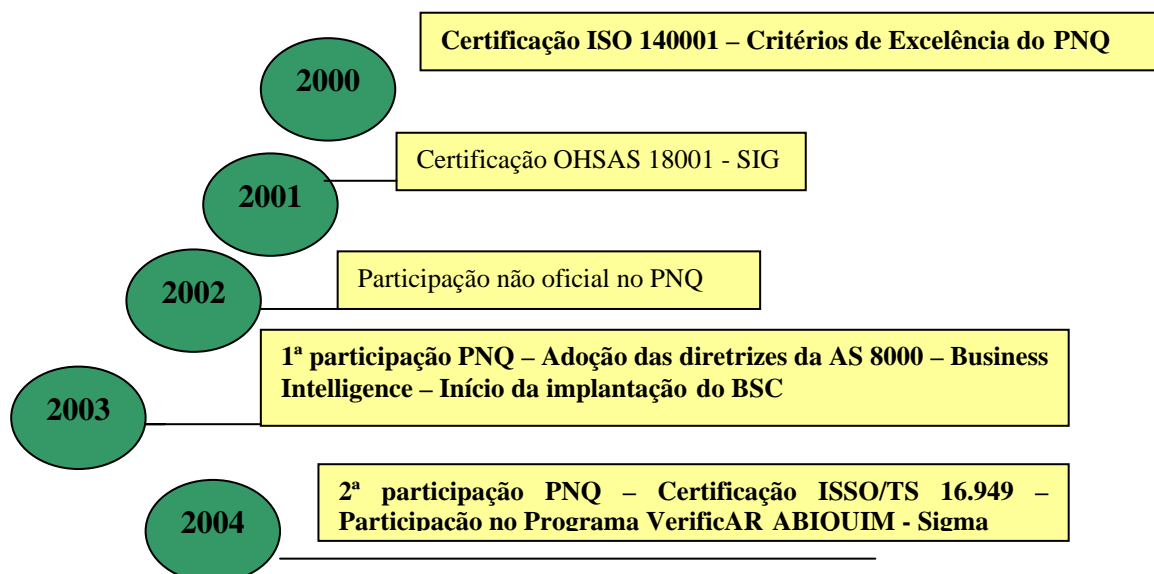 Certificação ISO 140001 – Critérios de Excelência do PNQ
2000
Certificação OHSAS 18001 - SIG
2001
Participação não oficial no PNQ
2002
1ª participação PNQ – Adoção das diretrizes da AS 8000 – Business
Intelligence – Início da implantação do BSC
2003
2ª participação PNQ – Certificação ISSO/TS 16.949 –
Participação no Programa VerificAR ABIQUIM - Sigma
2004